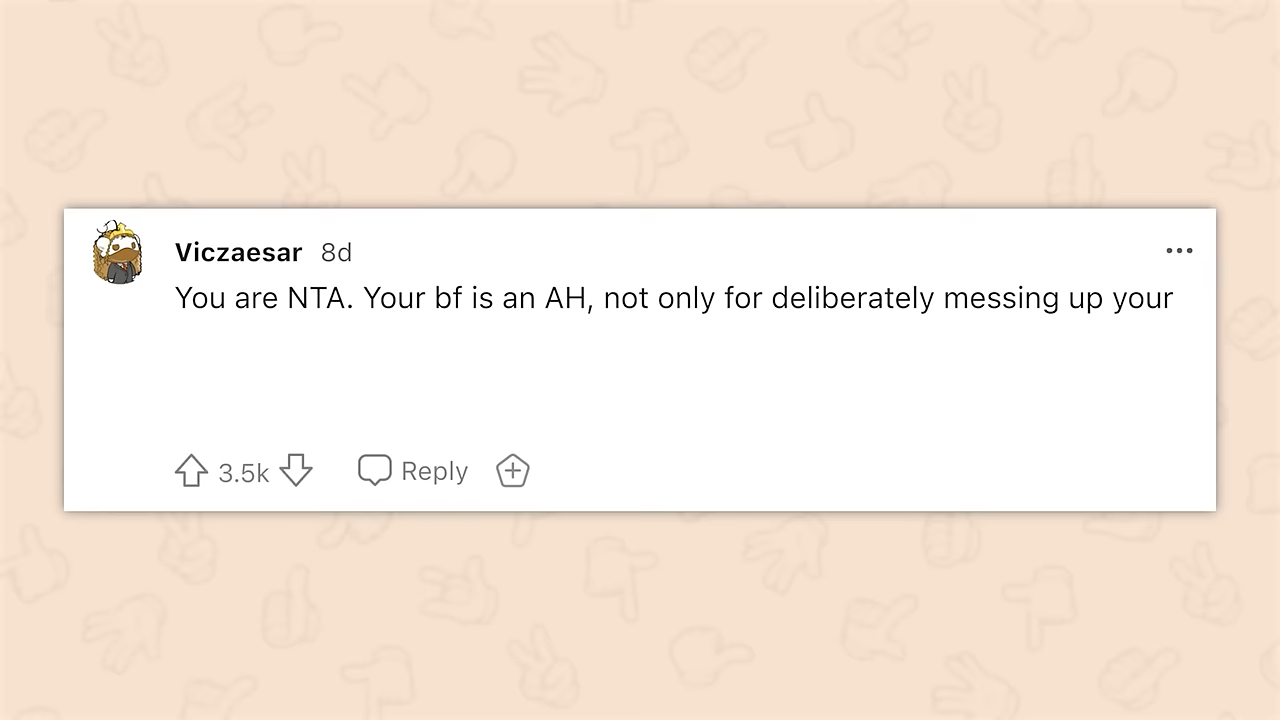 Viczaesar 8d
You are NTA. Your bf is an AH, not only for deliberately messing up your
3.5k Reply